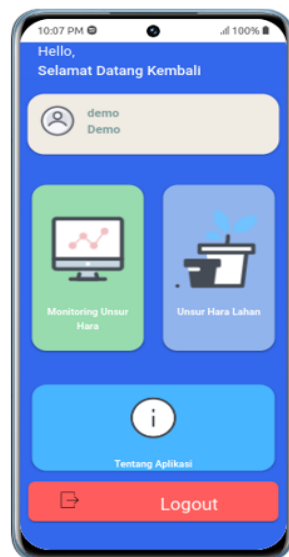 10:07 PM
100%
Hello,
Selamat Datang Kembali
demo
Demo
Monitoring Unsur
Hara
Unsur Hara Lahan
i
Tentang Aplikasi
Logout